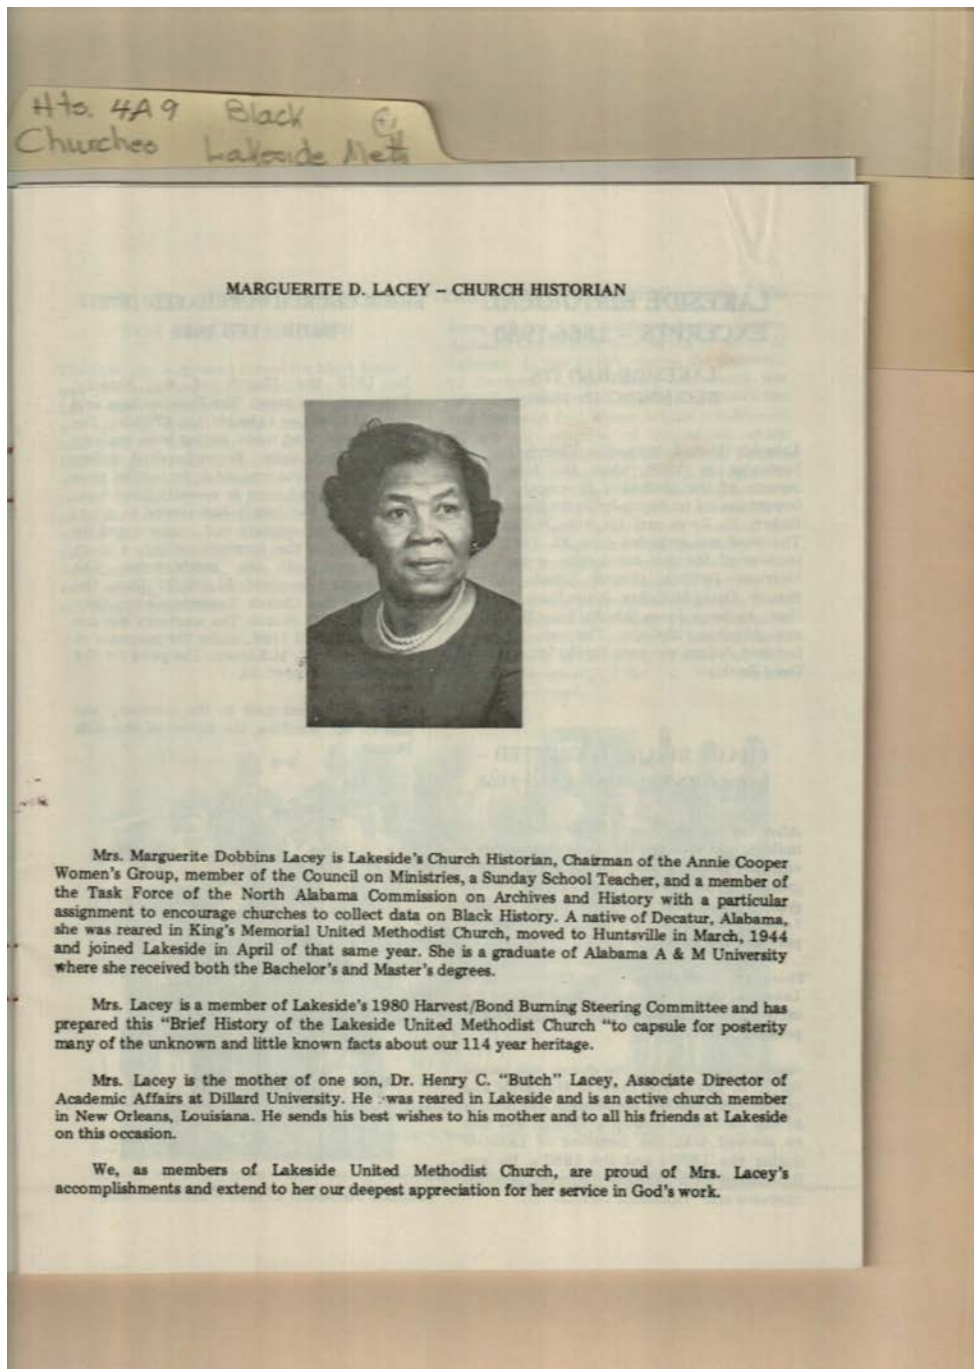 Hts. 4A9 Black
Churches Lakeside Meth
MARGUERITE D. LACEY – CHURCH HISTORIAN
Mrs. Marguerite Dobbins Lacey is Lakeside's Church Historian, Chairman of the Annie Cooper
Women's Group, member of the Council on Ministries, a Sunday School Teacher, and a member of
the Task Force of the North Alabama Commission on Archives and History with a particular
assignment to encourage churches to collect data on Black History. A native of Decatur, Alabama,
she was reared in King's Memorial United Methodist Church, moved to Huntsville in March, 1944
and joined Lakeside in April of that same year. She is a graduate of Alabama A & M University
where she received both the Bachelor's and Master's degrees.
Mrs. Lacey is a member of Lakeside's 1980 Harvest/Bond Burning Steering Committee and has
prepared this "Brief History of the Lakeside United Methodist Church "to capsule for posterity
many of the unknown and little known facts about our 114 year heritage.
Mrs. Lacey is the mother of one son, Dr. Henry C. "Butch" Lacey, Associate Director of
Academic Affairs at Dillard University. He was reared in Lakeside and is an active church member
in New Orleans, Louisiana. He sends his best wishes to his mother and to all his friends at Lakeside
on this occasion.
We, as members of Lakeside United Methodist Church, are proud of Mrs. Lacey's
accomplishments and extend to her our deepest appreciation for her service in God's work.